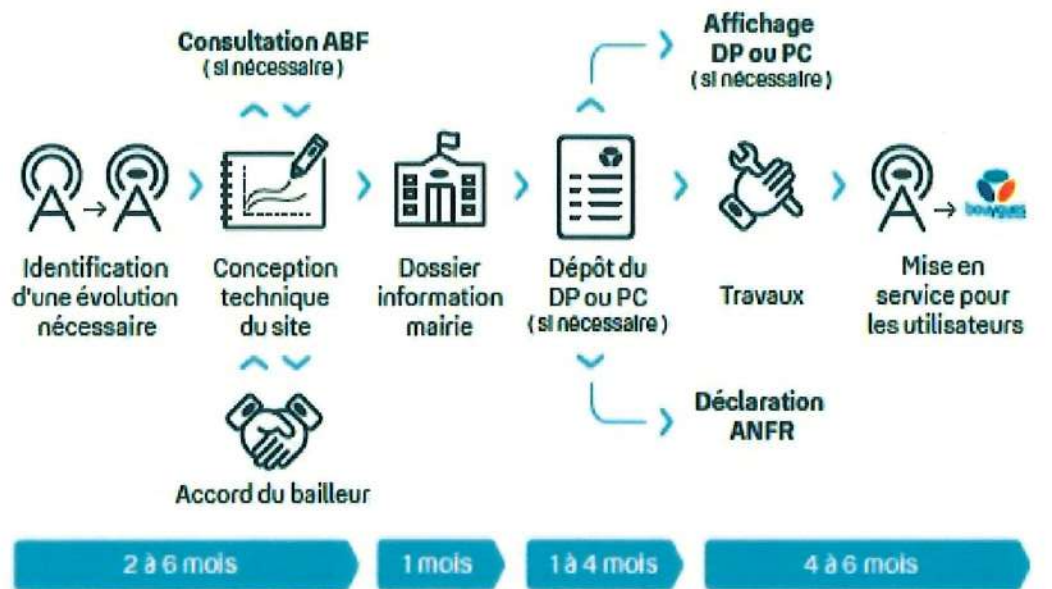 Consultation ABF
( si nécessaire )
Affichage
DP ou PC
( si nécessaire )
Identification
d'une évolution
nécessaire
Conception
technique
du site
Dossier
information
mairie
Dépôt du
DP ou PC
( si nécessaire )
Travaux
bouygues
Mise en
service pour
les utilisateurs
Accord du bailleur
Déclaration
ANFR
2 à 6 mois
1 mois
1 à 4 mois
4 à 6 mois